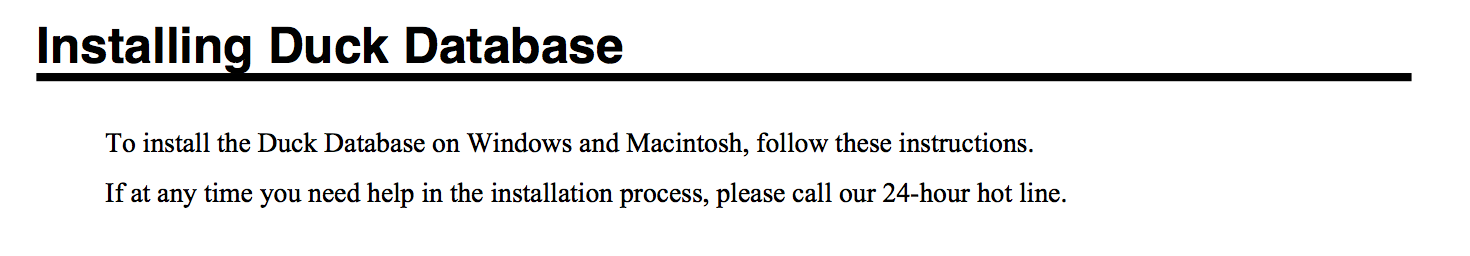 Installing Duck Database
To install the Duck Database on Windows and Macintosh, follow these instructions.
If at any time you need help in the installation process, please call our 24-hour hot line.